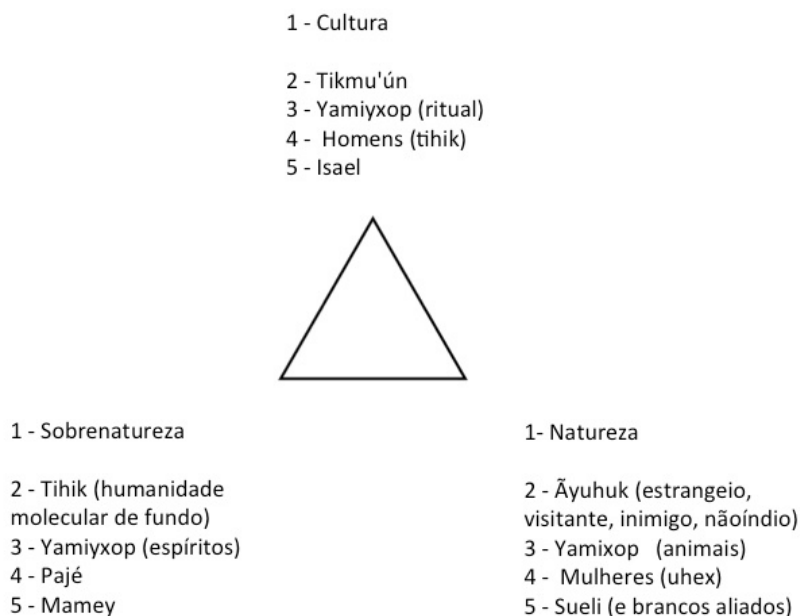 1 - Cultura
2 - Tikmu'ún
3 - Yamiyxop (ritual)
4 -  Homens (tihik)
5 - Isael
1 - Sobrenatureza
2 - Tihik (humanidade
molecular de fundo)
3 - Yamiyxop (espíritos)
4 - Pajé
5 - Mamey
1- Natureza
2 - Ãyuhuk (estrangeio,
visitante, inimigo, nãoíndio)
3 - Yamixop   (animais)
4 -  Mulheres (uhex)
5 - Sueli (e brancos aliados)